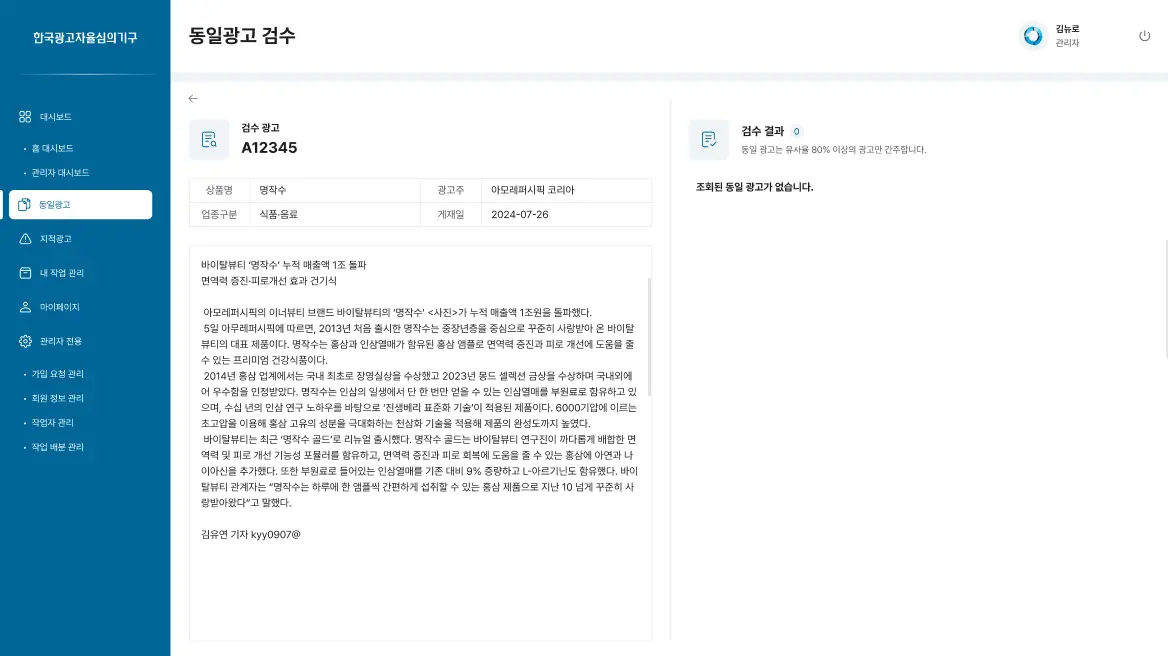 한국광고자율심의기구
동일광고 검수
김뉴로
관리자
대시보드
· 홈 대시보드
· 관리자 대시보드
동일광고
지적광고
내 작업 관리
마이페이지
관리자 전용
· 가입 요청 관리
· 회원 정보 관리
· 작업자 관리
· 작업 배분 관리
검수 광고
A12345
상품명 명작수 광고주 아모레퍼시픽 코리아
업종구분 식품·음료 게재일 2024-07-26
바이탈뷰티 ‘명작수’ 누적 매출액 1조 돌파
면역력 증진·피로개선 효과 건기식
아모레퍼시픽의 이너뷰티 브랜드 바이탈뷰티의 ‘명작수’ <사진>가 누적 매출액 1조원을 돌파했다.
5일 아무레퍼시픽에 따르면, 2013년 처음 출시한 명작수는 중장년층을 중심으로 꾸준히 사랑받아 온 바이탈
뷰티의 대표 제품이다. 명작수는 홍삼과 인삼열매가 함유된 홍삼 앰플로 면역력 증진과 피로 개선에 도움을 줄
수 있는 프리미엄 건강식품이다.
2014년 홍삼 업계에서는 국내 최초로 장영실상을 수상했고 2023년 몽드 셀렉션 금상을 수상하며 국내외에
어 우수함을 인정받았다. 명작수는 인삼의 일생에서 단 한 번만 얻을 수 있는 인삼열매를 부원료로 함유하고 있
으며, 수십 년의 인삼 연구 노하우를 바탕으로 ‘진생베리 표준화 기술’이 적용된 제품이다. 6000기압에 이르는
초고압을 이용해 홍삼 고유의 성분을 극대화하는 천삼화 기술을 적용해 제품의 완성도까지 높였다.
바이탈뷰티는 최근 ‘명작수 골드’로 리뉴얼 출시했다. 명작수 골드는 바이탈뷰티 연구진이 까다롭게 배합한 면
역력 및 피로 개선 기능성 포뮬러를 함유하고, 면역력 증진과 피로 회복에 도움을 줄 수 있는 홍삼에 아연과 나
이아신을 추가했다. 또한 부원료로 들어있는 인삼열매를 기존 대비 9% 증량하고 L-아르기닌도 함유했다. 바이
탈뷰티 관계자는 “명작수는 하루에 한 앰플씩 간편하게 섭취할 수 있는 홍삼 제품으로 지난 10 넘게 꾸준히 사
랑받아왔다”고 말했다.
김유연 기자 kyy0907@
검수 결과 0
동일 광고는 유사율 80% 이상의 광고만 간주합니다.
조회된 동일 광고가 없습니다.